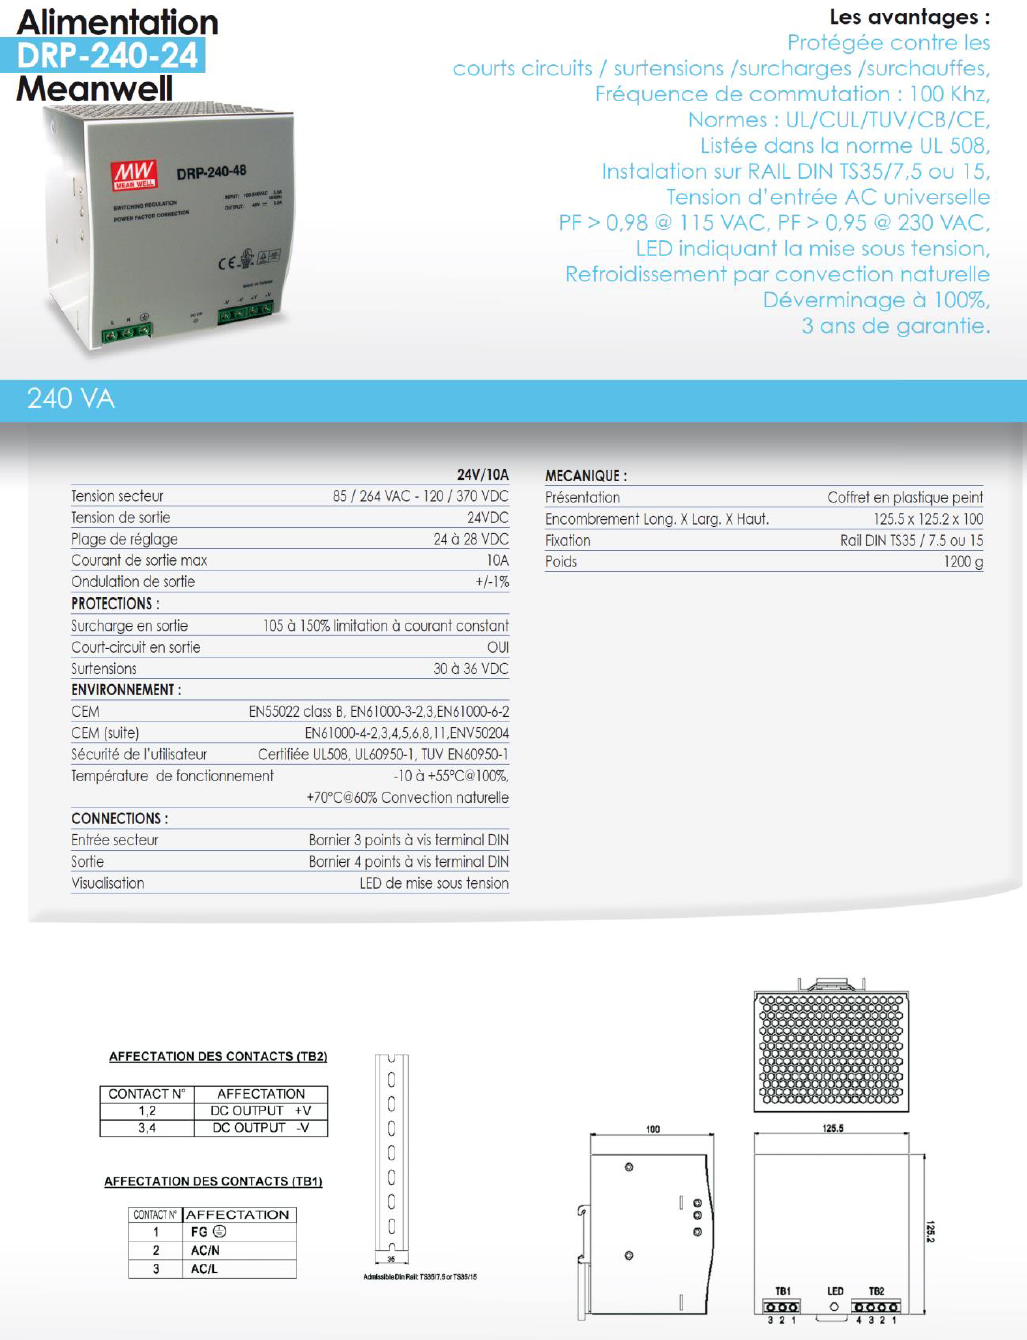 Alimentation
DRP-240-24
Meanwell
Les avantages :
Protégée contre les
courts circuits / surtensions /surcharges /surchauffes,
Fréquence de commutation : 100 Khz,
Normes : UL/CUL/TUV/CB/CE,
Listée dans la norme UL 508,
Instalation sur RAIL DIN TS35/7,5 ou 15,
Tension d'entrée AC universelle
PF > 0,98 @ 115 VAC, PF > 0,95 @ 230 VAC,
LED indiquant la mise sous tension,
Refroidissement par convection naturelle
Déverminage à 100%,
3 ans de garantie.
MW
MEAN WELL
DRP-240-48
SWITCHING REGULATION
POWER FACTOR CORRECTION
CE
L N
-V -V +V +V
240 VA
24V/10A
Tension secteur 85 / 264 VAC - 120 / 370 VDC
Tension de sortie 24VDC
Plage de réglage 24 à 28 VDC
Courant de sortie max 10A
Ondulation de sortie +/-1%
PROTECTIONS :
Surcharge en sortie 105 à 150% limitation à courant constant
Court-circuit en sortie OUI
Surtensions 30 à 36 VDC
ENVIRONNEMENT :
CEM EN55022 class B, EN61000-3-2,3,EN61000-6-2
CEM (suite) EN61000-4-2,3,4,5,6,8,11,ENV50204
Sécurité de l'utilisateur Certifiée UL508, UL60950-1, TUV EN60950-1
Température de fonctionnement -10 à +55°C@100%,
+70°C@60% Convection naturelle
CONNECTIONS :
Entrée secteur Bornier 3 points à vis terminal DIN
Sortie Bornier 4 points à vis terminal DIN
Visualisation LED de mise sous tension
MECANIQUE :
Présentation Coffret en plastique peint
Encombrement Long. X Larg. X Haut. 125.5 x 125.2 x 100
Fixation Rail DIN TS35 / 7.5 ou 15
Poids 1200 g
AFFECTATION DES CONTACTS (TB2)
CONTACT N° AFFECTATION
1,2 DC OUTPUT +V
3,4 DC OUTPUT -V
AFFECTATION DES CONTACTS (TB1)
CONTACT N° AFFECTATION
1 FG
2 AC/N
3 AC/L
35
Admissible Din Rail: TS35/7.5 or TS35/15
100
125.5
125.2
TB1 LED TB2
3 2 1 4 3 2 1